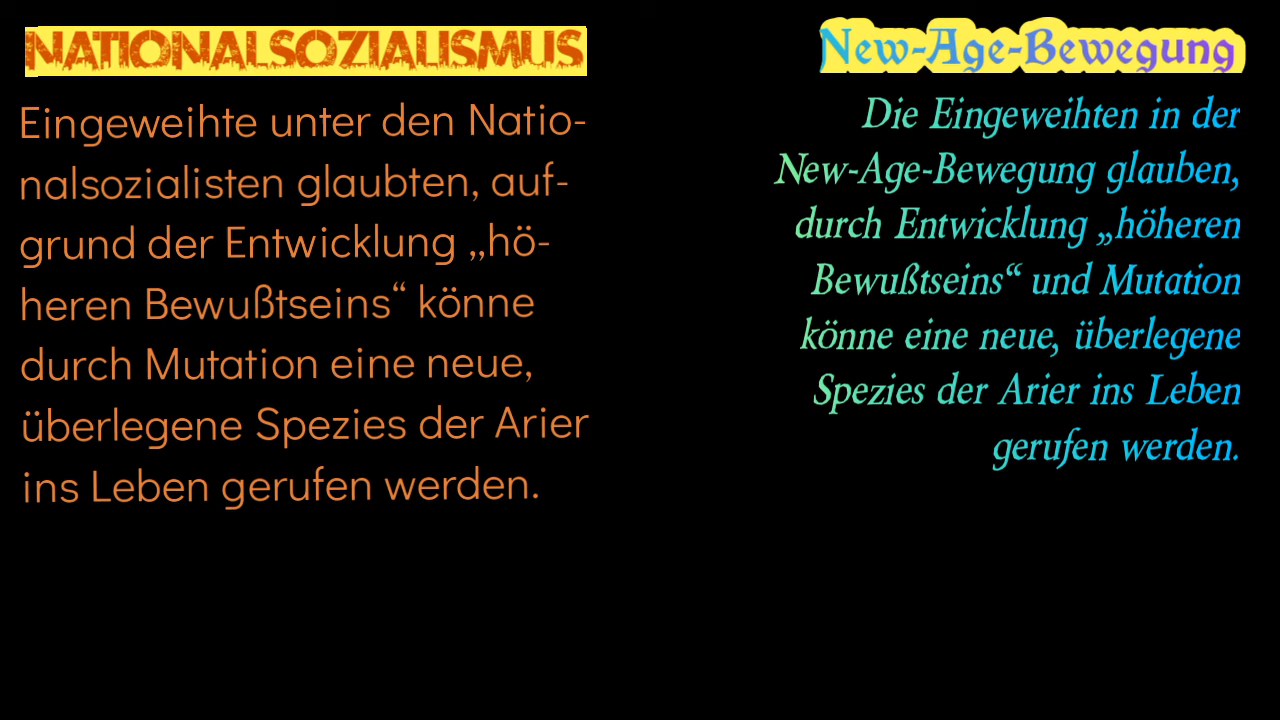 NATIONALSOZIALISMUS
Eingeweihte unter den Natio-
nalsozialisten glaubten, auf-
grund der Entwicklung „hö-
heren Bewußtseins“ könne
durch Mutation eine neue,
überlegene Spezies der Arier
ins Leben gerufen werden.
New-Age-Bewegung
Die Eingeweihten in der
New-Age-Bewegung glauben,
durch Entwicklung „höheren
Bewußtseins“ und Mutation
könne eine neue, überlegene
Spezies der Arier ins Leben
gerufen werden.